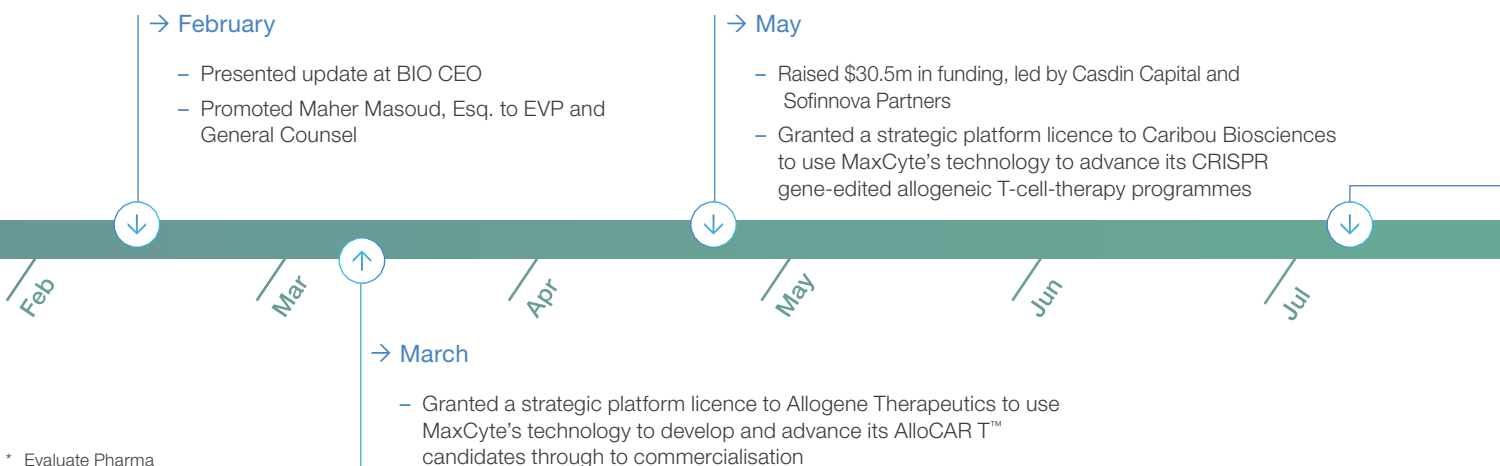 → February
– Presented update at BIO CEO
– Promoted Maher Masoud, Esq. to EVP and
General Counsel
→ May
– Raised $30.5m in funding, led by Casdin Capital and
Sofinnova Partners
– Granted a strategic platform licence to Caribou Biosciences
to use MaxCyte’s technology to advance its CRISPR
gene-edited allogeneic T-cell-therapy programmes
Feb
Mar
Apr
May
Jun
Jul
→ March
– Granted a strategic platform licence to Allogene Therapeutics to use
MaxCyte’s technology to develop and advance its AlloCAR T™
candidates through to commercialisation
* Evaluate Pharma